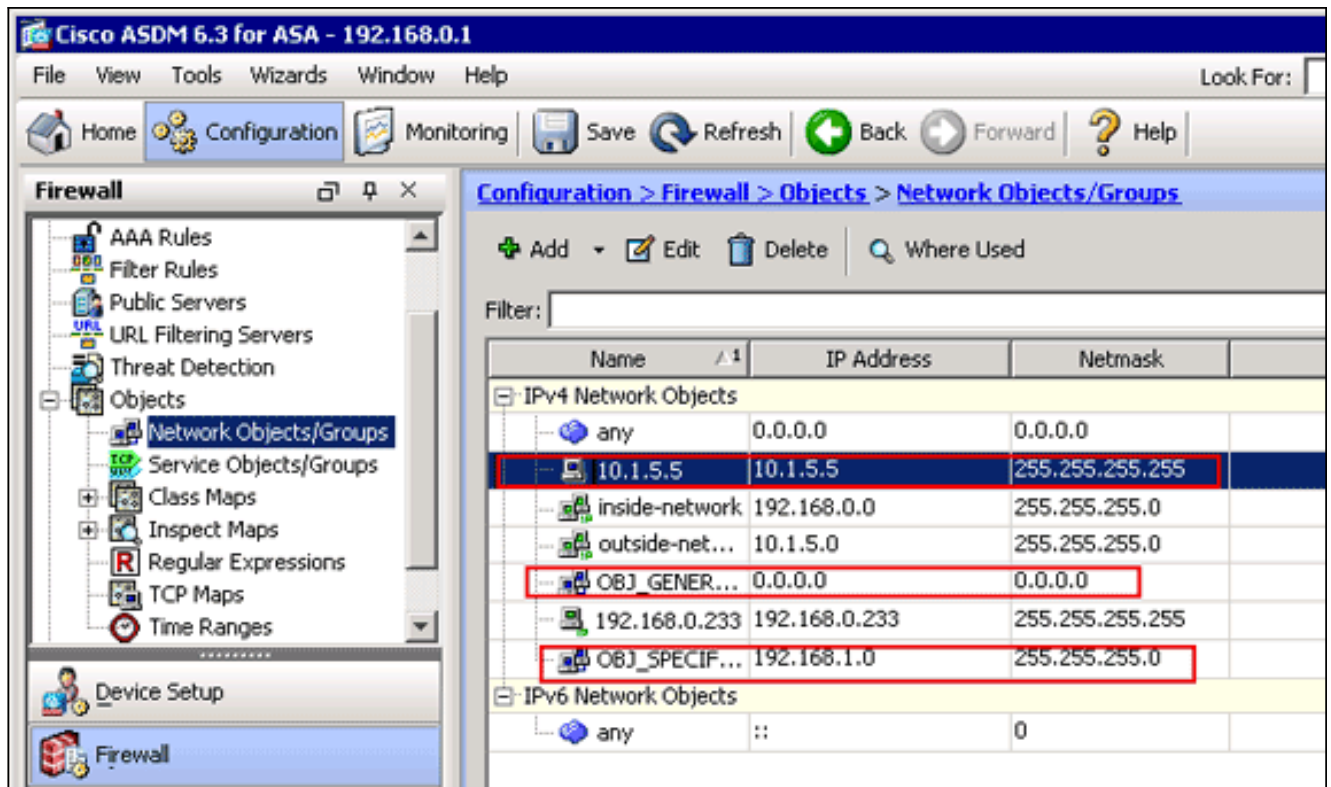 Cisco ASDM 6.3 for ASA - 192.168.0.1
File View Tools Wizards Window Help Look For:
Home Configuration Monitoring Save Refresh Back Forward Help
Firewall
AAA Rules
Filter Rules
Public Servers
URL Filtering Servers
Threat Detection
Objects
Network Objects/Groups
Service Objects/Groups
Class Maps
Inspect Maps
Regular Expressions
TCP Maps
Time Ranges
Device Setup
Firewall
Configuration > Firewall > Objects > Network Objects/Groups
Add Edit Delete Where Used
Filter:
Name 1 IP Address Netmask
IPv4 Network Objects
any 0.0.0.0 0.0.0.0
10.1.5.5 10.1.5.5 255.255.255.255
inside-network 192.168.0.0 255.255.255.0
outside-net... 10.1.5.0 255.255.255.0
OBJ_GENER... 0.0.0.0 0.0.0.0
192.168.0.233 192.168.0.233 255.255.255.255
OBJ_SPECIF... 192.168.1.0 255.255.255.0
IPv6 Network Objects
any :: 0